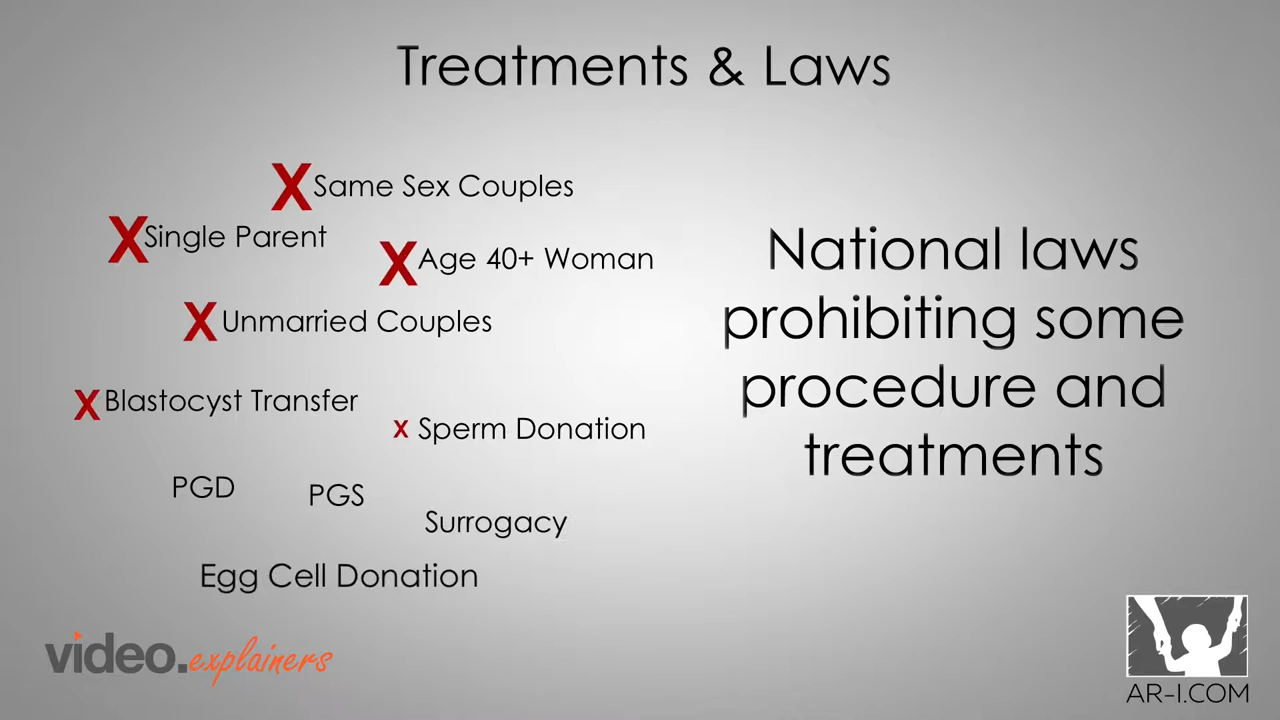 Treatments & Laws
X Same Sex Couples
X Single Parent
X Age 40+ Woman
X Unmarried Couples
X Blastocyst Transfer
x Sperm Donation
PGD
PGS
Surrogacy
Egg Cell Donation
National laws
prohibiting some
procedure and
treatments
video.explainers
AR-I.COM